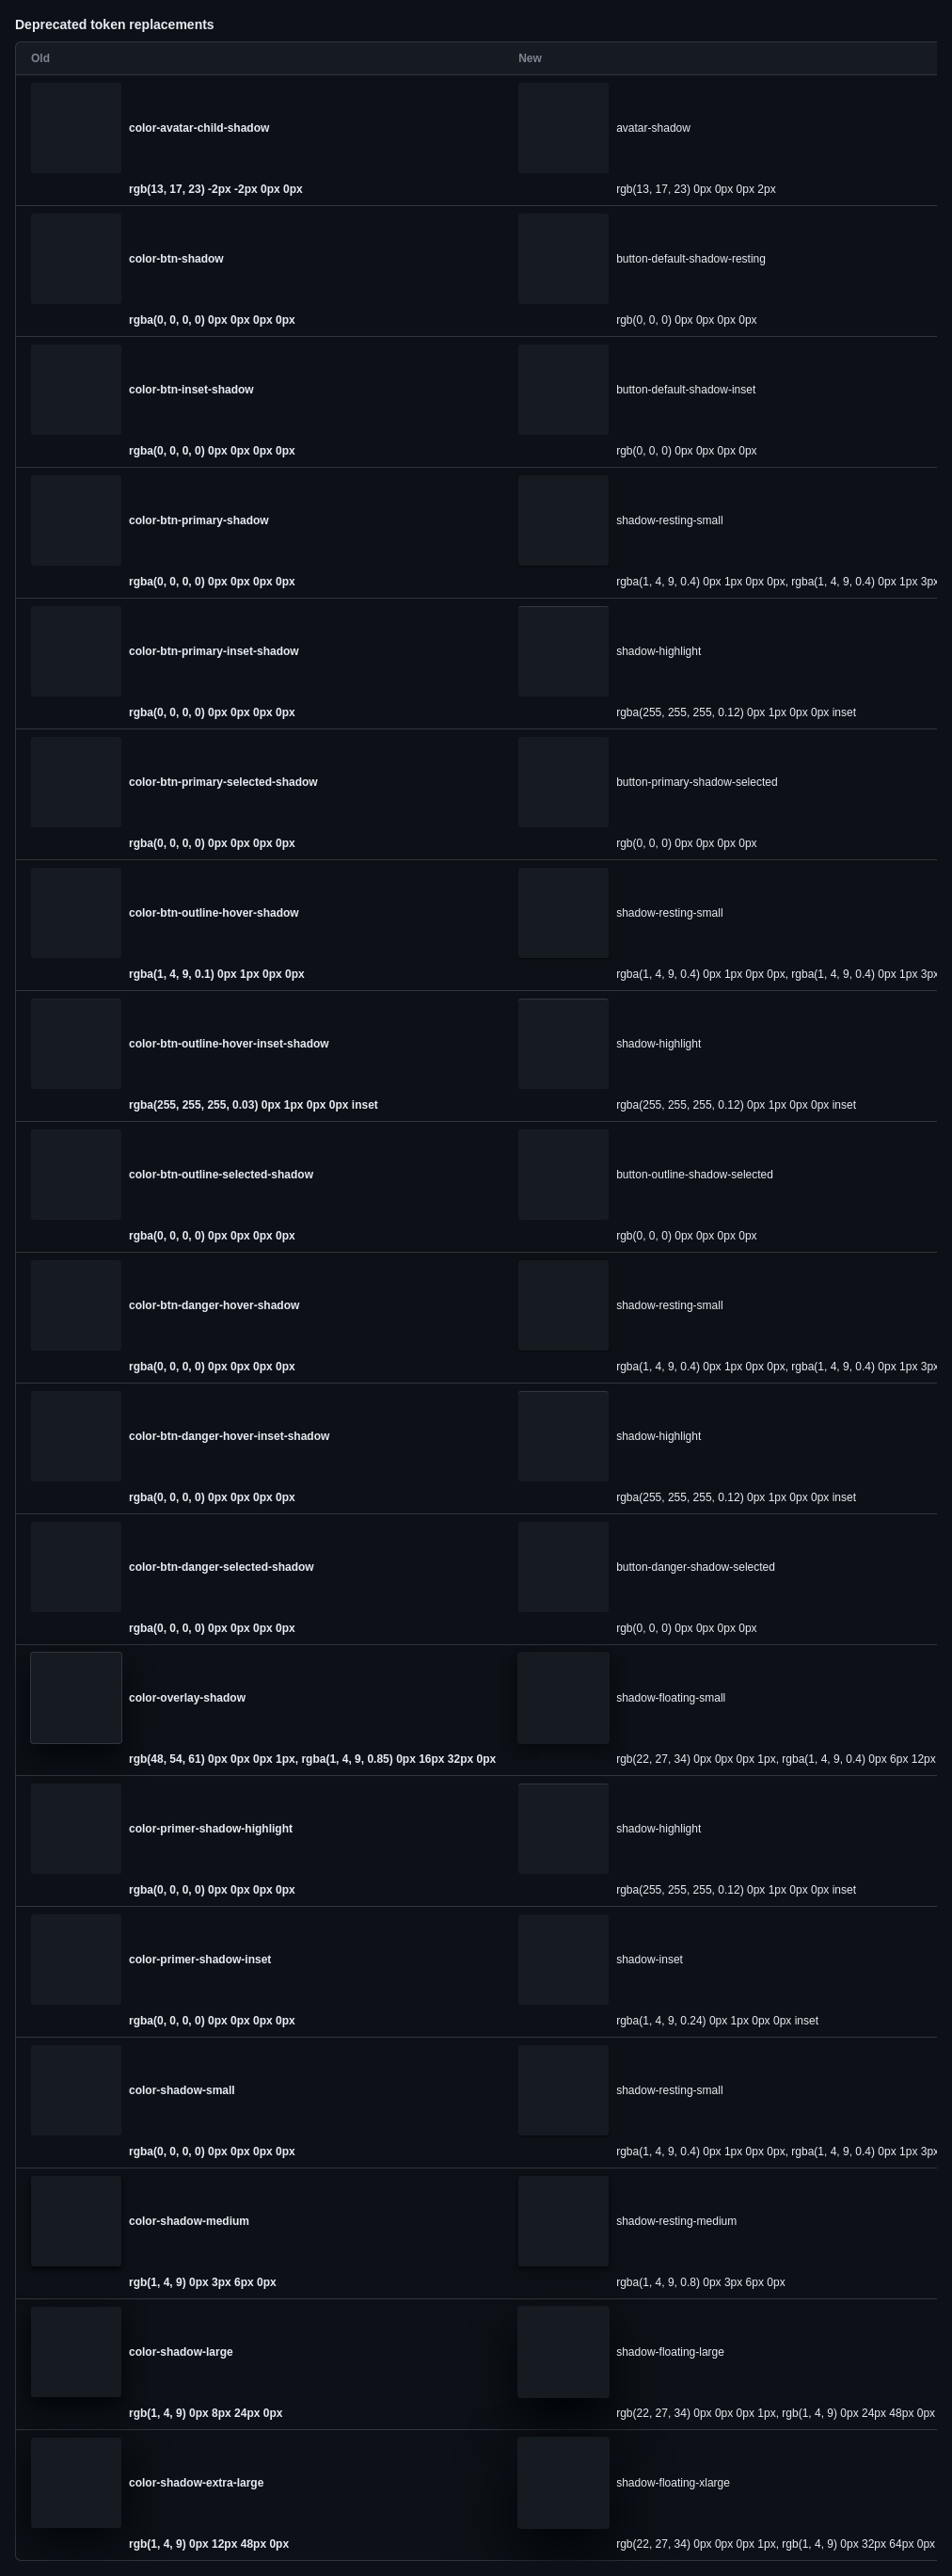 Deprecated token replacements
Old New
color-avatar-child-shadow avatar-shadow
rgb(13, 17, 23) -2px -2px 0px 0px rgb(13, 17, 23) 0px 0px 0px 2px
color-btn-shadow button-default-shadow-resting
rgba(0, 0, 0, 0) 0px 0px 0px 0px rgb(0, 0, 0) 0px 0px 0px 0px
color-btn-inset-shadow button-default-shadow-inset
rgba(0, 0, 0, 0) 0px 0px 0px 0px rgb(0, 0, 0) 0px 0px 0px 0px
color-btn-primary-shadow shadow-resting-small
rgba(0, 0, 0, 0) 0px 0px 0px 0px rgba(1, 4, 9, 0.4) 0px 1px 0px 0px, rgba(1, 4, 9, 0.4) 0px 1px 3px
color-btn-primary-inset-shadow shadow-highlight
rgba(0, 0, 0, 0) 0px 0px 0px 0px rgba(255, 255, 255, 0.12) 0px 1px 0px 0px inset
color-btn-primary-selected-shadow button-primary-shadow-selected
rgba(0, 0, 0, 0) 0px 0px 0px 0px rgb(0, 0, 0) 0px 0px 0px 0px
color-btn-outline-hover-shadow shadow-resting-small
rgba(1, 4, 9, 0.1) 0px 1px 0px 0px rgba(1, 4, 9, 0.4) 0px 1px 0px 0px, rgba(1, 4, 9, 0.4) 0px 1px 3px
color-btn-outline-hover-inset-shadow shadow-highlight
rgba(255, 255, 255, 0.03) 0px 1px 0px 0px inset rgba(255, 255, 255, 0.12) 0px 1px 0px 0px inset
color-btn-outline-selected-shadow button-outline-shadow-selected
rgba(0, 0, 0, 0) 0px 0px 0px 0px rgb(0, 0, 0) 0px 0px 0px 0px
color-btn-danger-hover-shadow shadow-resting-small
rgba(0, 0, 0, 0) 0px 0px 0px 0px rgba(1, 4, 9, 0.4) 0px 1px 0px 0px, rgba(1, 4, 9, 0.4) 0px 1px 3px
color-btn-danger-hover-inset-shadow shadow-highlight
rgba(0, 0, 0, 0) 0px 0px 0px 0px rgba(255, 255, 255, 0.12) 0px 1px 0px 0px inset
color-btn-danger-selected-shadow button-danger-shadow-selected
rgba(0, 0, 0, 0) 0px 0px 0px 0px rgb(0, 0, 0) 0px 0px 0px 0px
color-overlay-shadow shadow-floating-small
rgb(48, 54, 61) 0px 0px 0px 1px, rgba(1, 4, 9, 0.85) 0px 16px 32px 0px rgb(22, 27, 34) 0px 0px 0px 1px, rgba(1, 4, 9, 0.4) 0px 6px 12px
color-primer-shadow-highlight shadow-highlight
rgba(0, 0, 0, 0) 0px 0px 0px 0px rgba(255, 255, 255, 0.12) 0px 1px 0px 0px inset
color-primer-shadow-inset shadow-inset
rgba(0, 0, 0, 0) 0px 0px 0px 0px rgba(1, 4, 9, 0.24) 0px 1px 0px 0px inset
color-shadow-small shadow-resting-small
rgba(0, 0, 0, 0) 0px 0px 0px 0px rgba(1, 4, 9, 0.4) 0px 1px 0px 0px, rgba(1, 4, 9, 0.4) 0px 1px 3px
color-shadow-medium shadow-resting-medium
rgb(1, 4, 9) 0px 3px 6px 0px rgba(1, 4, 9, 0.8) 0px 3px 6px 0px
color-shadow-large shadow-floating-large
rgb(1, 4, 9) 0px 8px 24px 0px rgb(22, 27, 34) 0px 0px 0px 1px, rgb(1, 4, 9) 0px 24px 48px 0px
color-shadow-extra-large shadow-floating-xlarge
rgb(1, 4, 9) 0px 12px 48px 0px rgb(22, 27, 34) 0px 0px 0px 1px, rgb(1, 4, 9) 0px 32px 64px 0px